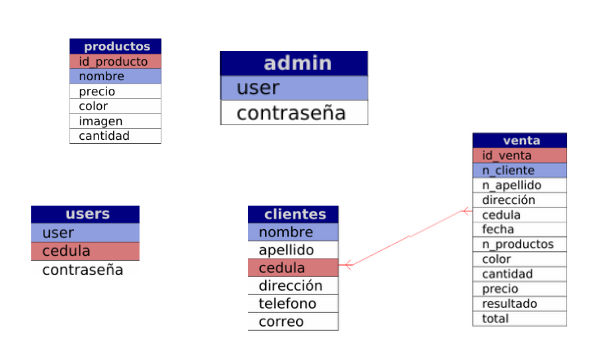 productos
id_producto
nombre
precio
color
imagen
cantidad
admin
user
contraseña
venta
id_venta
n_cliente
n_apellido
dirección
cedula
fecha
n_productos
color
cantidad
precio
resultado
total
users
user
cedula
contraseña
clientes
nombre
apellido
cedula
dirección
telefono
correo